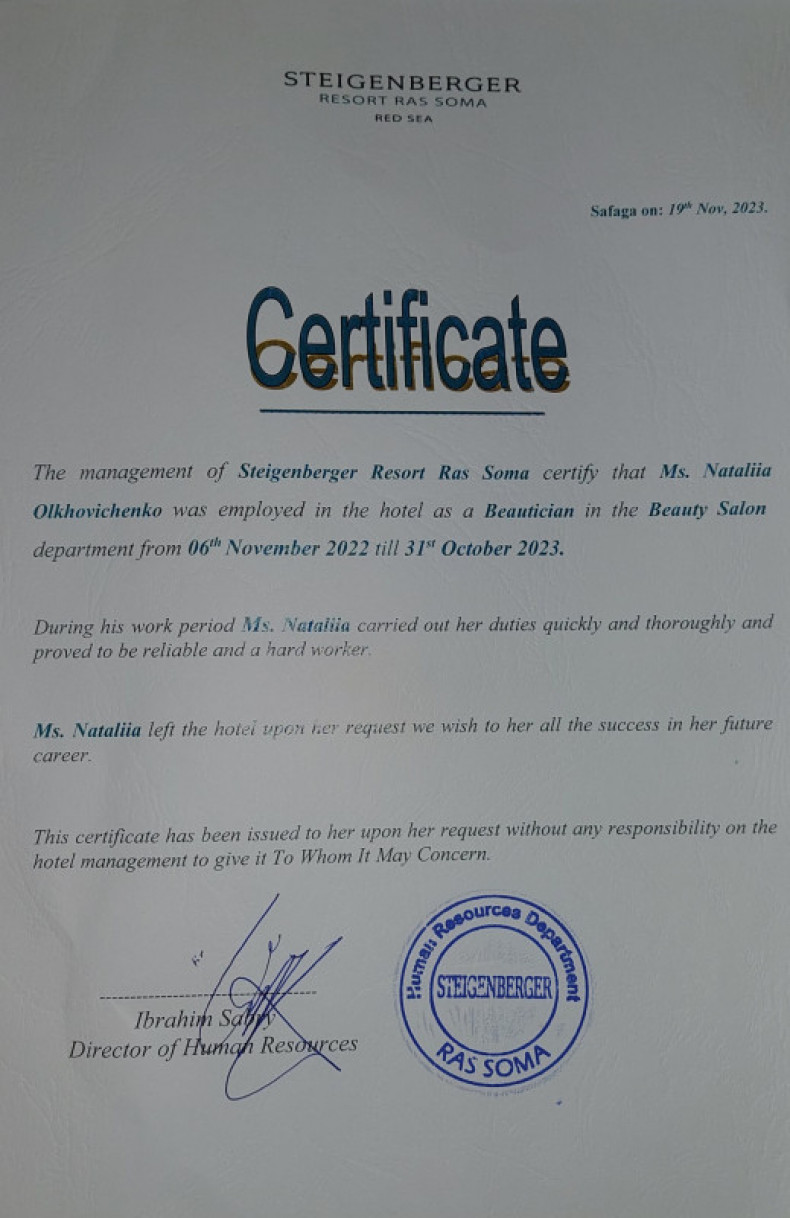 STEIGENBERGER
RESORT RAS SOMA
RED SEA
Safaga on: 19th Nov, 2023.
Certificate
The management of Steigenberger Resort Ras Soma certify that Ms. Nataliia
Olkhovichenko was employed in the hotel as a Beautician in the Beauty Salon
department from 06th November 2022 till 31st October 2023.
During his work period Ms. Nataliia carried out her duties quickly and thoroughly and
proved to be reliable and a hard worker.
Ms. Nataliia left the hotel upon her request we wish to her all the success in her future
career.
This certificate has been issued to her upon her request without any responsibility on the
hotel management to give it To Whom It May Concern.
Ibrahim Sabry
Director of Human Resources
Human Resources Department
STEIGENBERGER
RAS SOMA